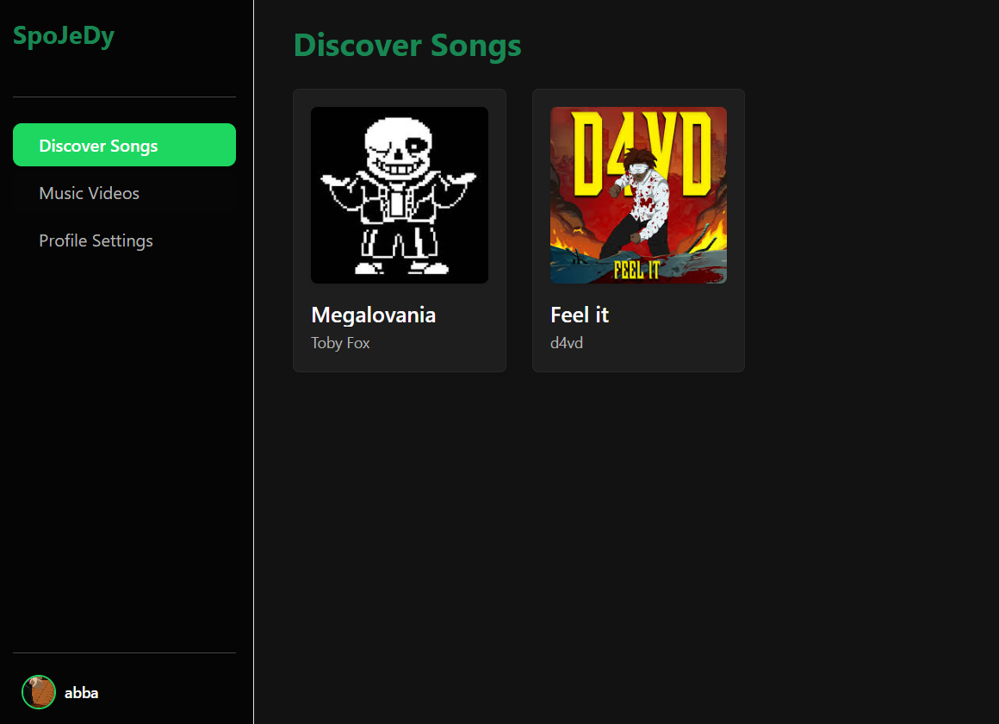 SpoJeDy
Discover Songs
Music Videos
Profile Settings
abba
Discover Songs
D4VD
FEEL IT
Megalovania
Toby Fox
Feel it
d4vd